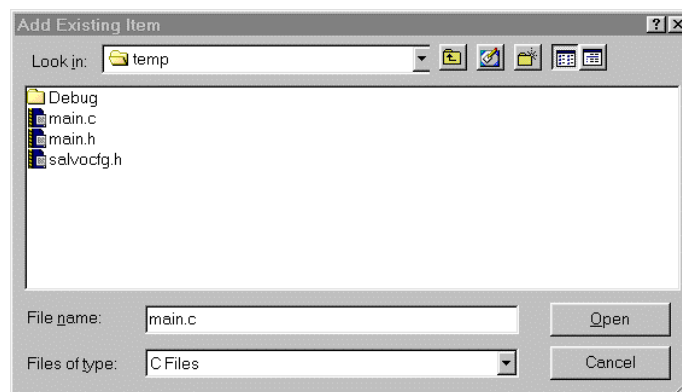 Add Existing Item
Look in: temp
Debug
main.c
main.h
salvocfg.h
File name: main.c Open
Files of type: C Files Cancel